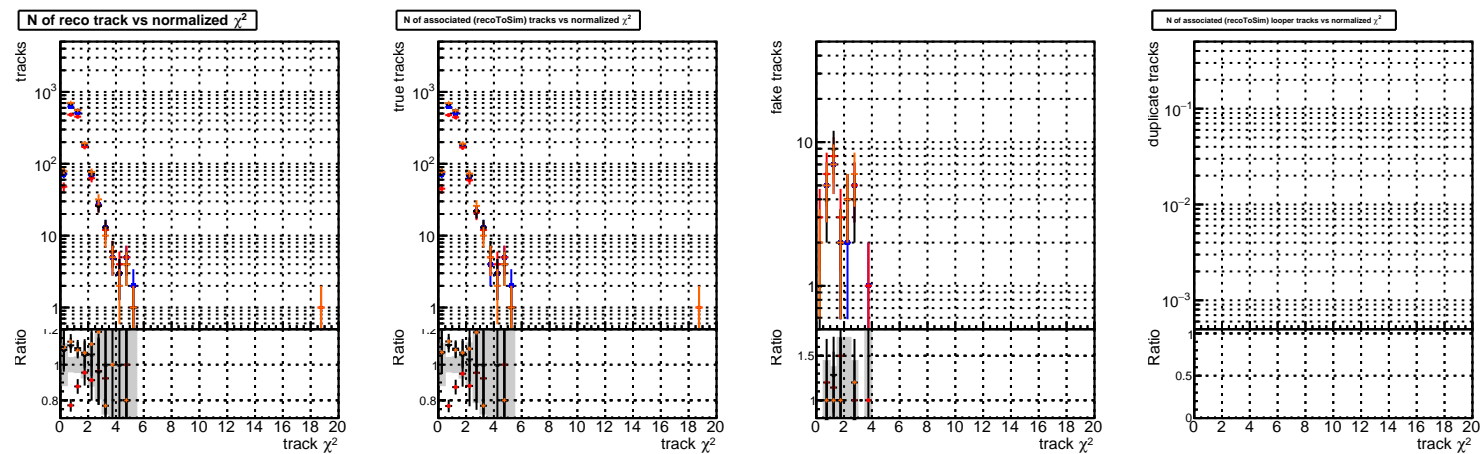 N of reco track vs normalized χ²
tracks
10³
10²
10
1
Ratio
1.2
1
0.8
0 2 4 6 8 10 12 14 16 18 20
track χ²
N of associated (recoToSim) tracks vs normalized χ²
true tracks
10³
10²
10
1
Ratio
1.2
1
0.8
0 2 4 6 8 10 12 14 16 18 20
track χ²
fake tracks
10
1
Ratio
1.5
1
0 2 4 6 8 10 12 14 16 18 20
track χ²
N of associated (recoToSim) looper tracks vs normalized χ²
duplicate tracks
10⁻¹
10⁻²
10⁻³
Ratio
1
0.5
0
0 2 4 6 8 10 12 14 16 18 20
track χ²